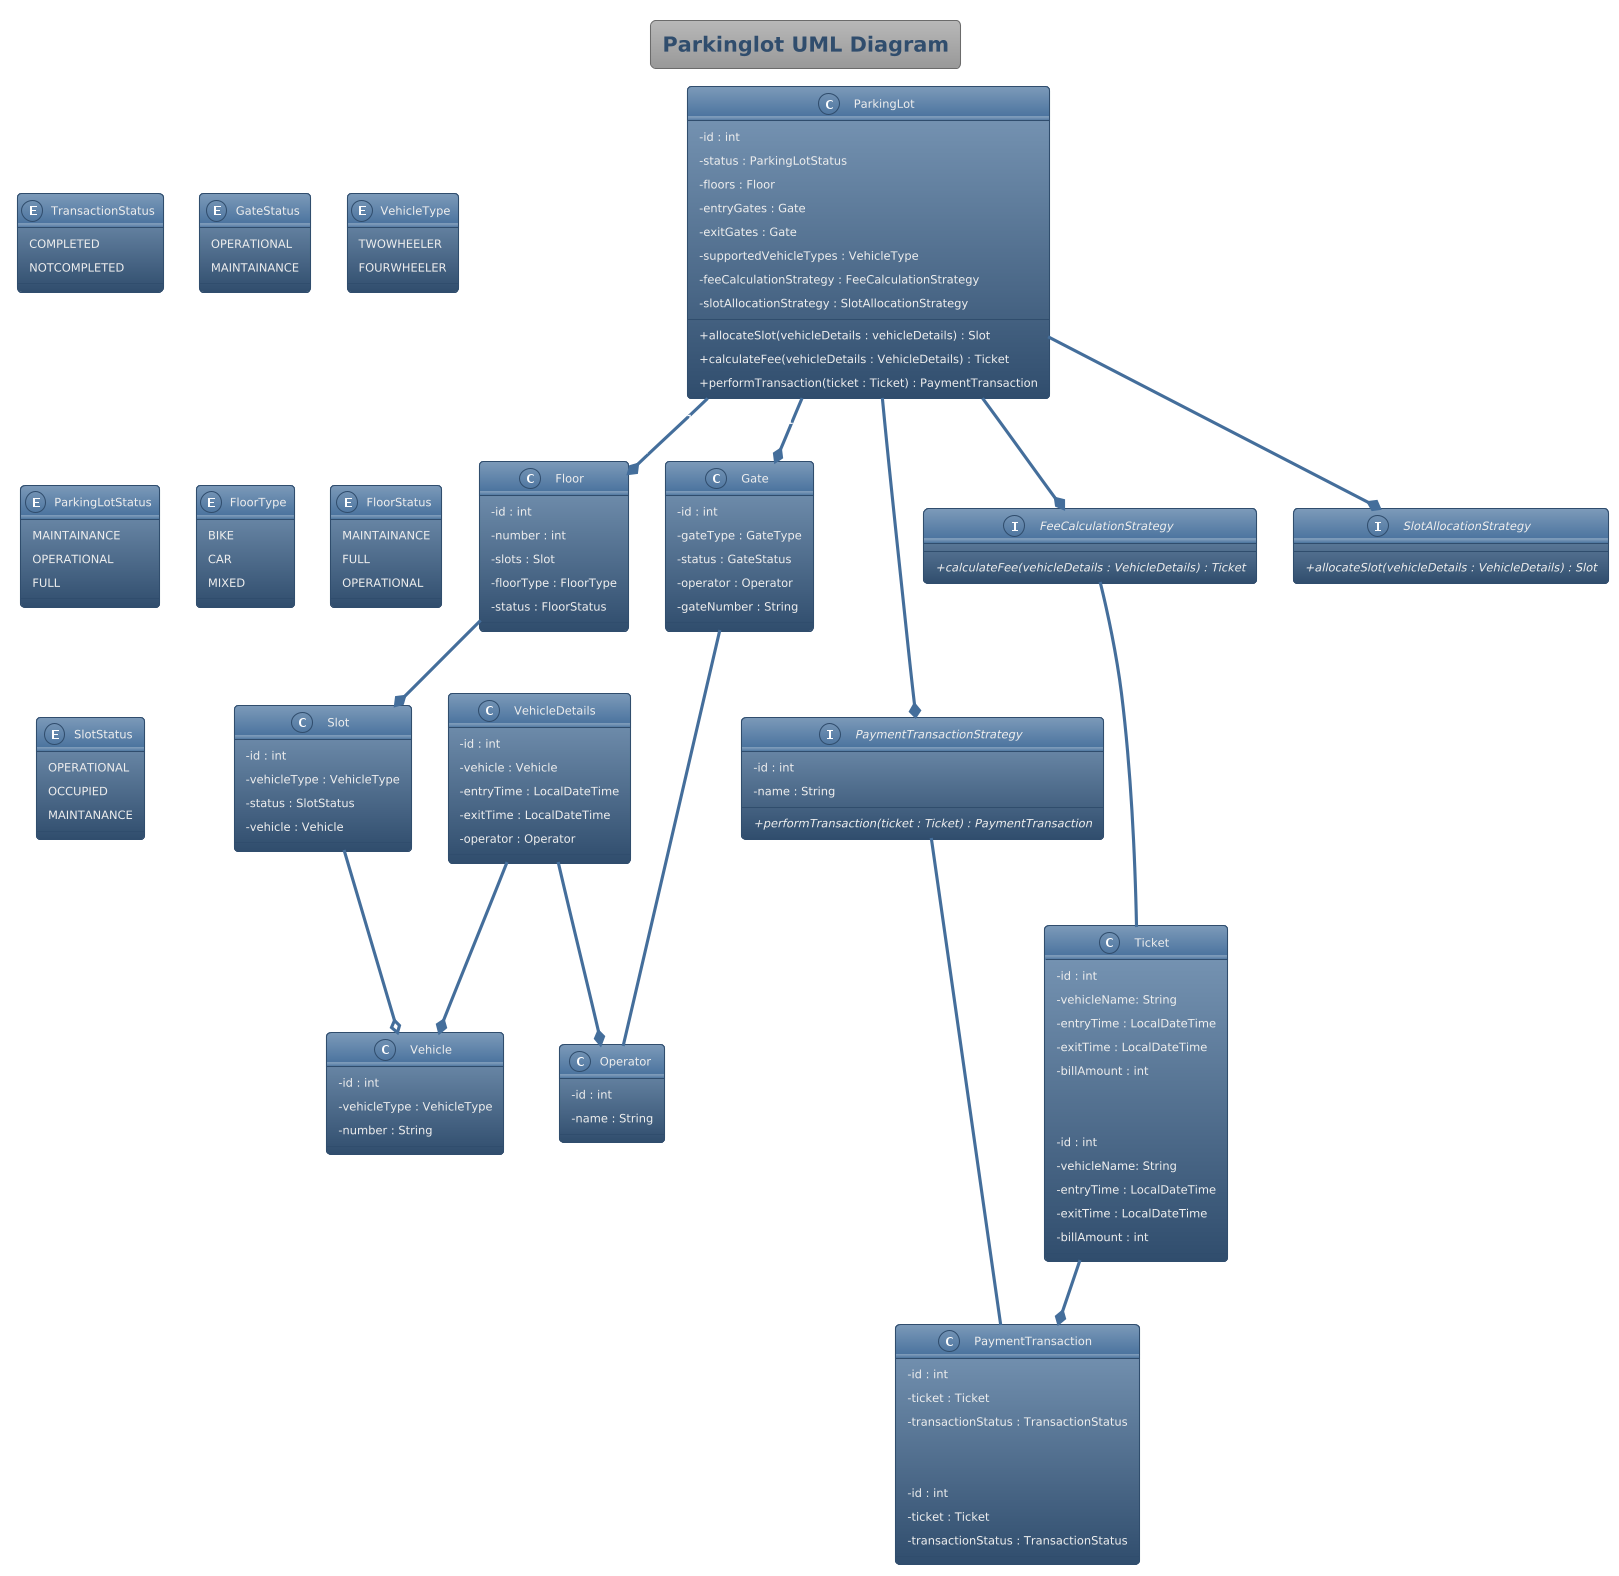 Parkinglot UML Diagram
C ParkingLot
-id : int
-status : ParkingLotStatus
-floors : Floor
-entryGates : Gate
-exitGates : Gate
-supportedVehicleTypes : VehicleType
-feeCalculationStrategy : FeeCalculationStrategy
-slotAllocationStrategy : SlotAllocationStrategy
+allocateSlot(vehicleDetails : vehicleDetails) : Slot
+calculateFee(vehicleDetails : VehicleDetails) : Ticket
+performTransaction(ticket : Ticket) : PaymentTransaction
E TransactionStatus
COMPLETED
NOTCOMPLETED
E GateStatus
OPERATIONAL
MAINTAINANCE
E VehicleType
TWOWHEELER
FOURWHEELER
E ParkingLotStatus
MAINTAINANCE
OPERATIONAL
FULL
E FloorType
BIKE
CAR
MIXED
E FloorStatus
MAINTAINANCE
FULL
OPERATIONAL
C Floor
-id : int
-number : int
-slots : Slot
-floorType : FloorType
-status : FloorStatus
C Gate
-id : int
-gateType : GateType
-status : GateStatus
-operator : Operator
-gateNumber : String
I FeeCalculationStrategy
+calculateFee(vehicleDetails : VehicleDetails) : Ticket
I SlotAllocationStrategy
+allocateSlot(vehicleDetails : VehicleDetails) : Slot
E SlotStatus
OPERATIONAL
OCCUPIED
MAINTANANCE
C Slot
-id : int
-vehicleType : VehicleType
-status : SlotStatus
-vehicle : Vehicle
C VehicleDetails
-id : int
-vehicle : Vehicle
-entryTime : LocalDateTime
-exitTime : LocalDateTime
-operator : Operator
I PaymentTransactionStrategy
-id : int
-name : String
+performTransaction(ticket : Ticket) : PaymentTransaction
C Vehicle
-id : int
-vehicleType : VehicleType
-number : String
C Operator
-id : int
-name : String
C Ticket
-id : int
-vehicleName: String
-entryTime : LocalDateTime
-exitTime : LocalDateTime
-billAmount : int
-id : int
-vehicleName: String
-entryTime : LocalDateTime
-exitTime : LocalDateTime
-billAmount : int
C PaymentTransaction
-id : int
-ticket : Ticket
-transactionStatus : TransactionStatus
-id : int
-ticket : Ticket
-transactionStatus : TransactionStatus